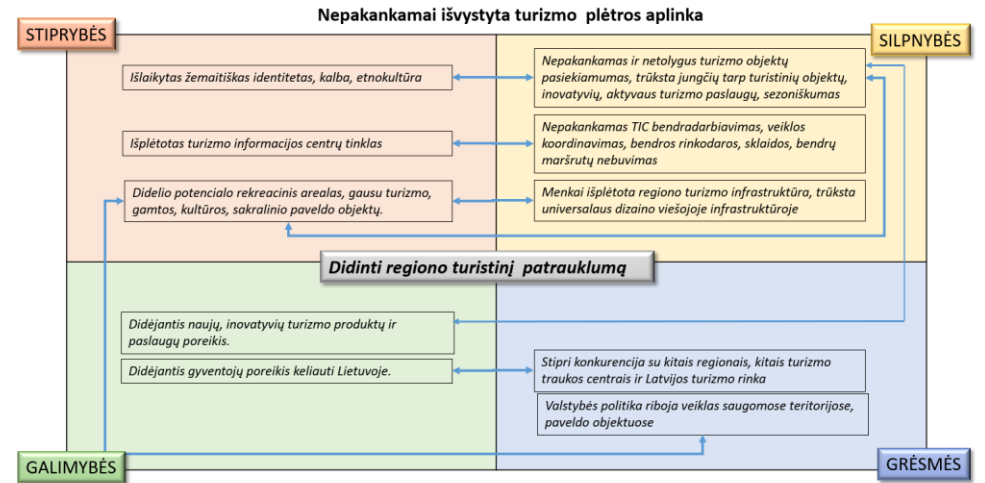 Nepakankamai išvystyta turizmo plėtros aplinka
STIPRYBĖS
SILPNYBĖS
Išlaikytas žemaitiškas identitetas, kalba, etnokultūra
Nepakankamas ir netolygus turizmo objektų
pasiekiamumas, trūksta jungčių tarp turistinių objektų,
inovatyvių, aktyvaus turizmo paslaugų, sezoniškumas
Išplėtotas turizmo informacijos centrų tinklas
Nepakankamas TIC bendradarbiavimas, veiklos
koordinavimas, bendros rinkodaros, sklaidos, bendrų
maršrutų nebuvimas
Didelio potencialo rekreacinis arealas, gausu turizmo,
gamtos, kultūros, sakralinio paveldo objektų.
Menkai išplėtota regiono turizmo infrastruktūra, trūksta
universalaus dizaino viešojoje infrastruktūroje
Didinti regiono turistinį patrauklumą
Didėjantis naujų, inovatyvių turizmo produktų ir
paslaugų poreikis.
Didėjantis gyventojų poreikis keliauti Lietuvoje.
Stipri konkurencija su kitais regionais, kitais turizmo
traukos centrais ir Latvijos turizmo rinka
Valstybės politika riboja veiklas saugomose teritorijose,
paveldo objektuose
GALIMYBĖS
GRĖSMĖS